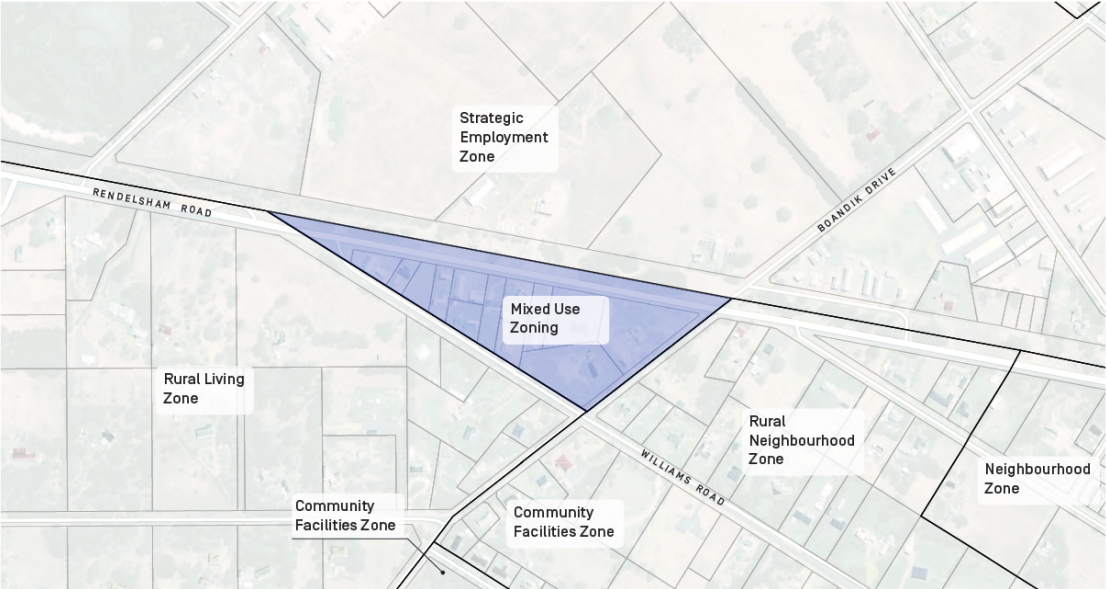 Strategic
Employment
Zone
BOANDIK DRIVE
RENDELSHAM ROAD
Mixed Use
Zoning
Rural Living
Zone
Rural
Neighbourhood
Zone
WILLIAMS ROAD
Neighbourhood
Zone
Community
Facilities Zone
Community
Facilities Zone